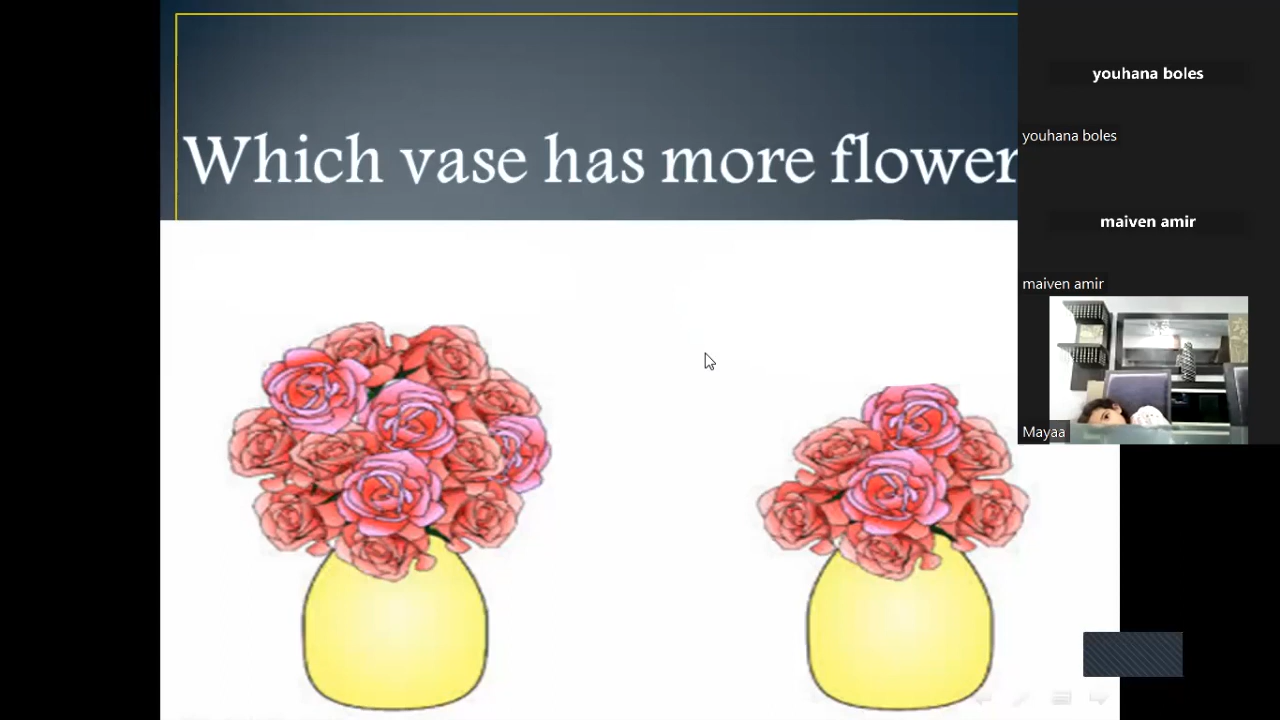 Which vase has more flower
youhana boles
youhana boles
maiven amir
maiven amir
Mayaa